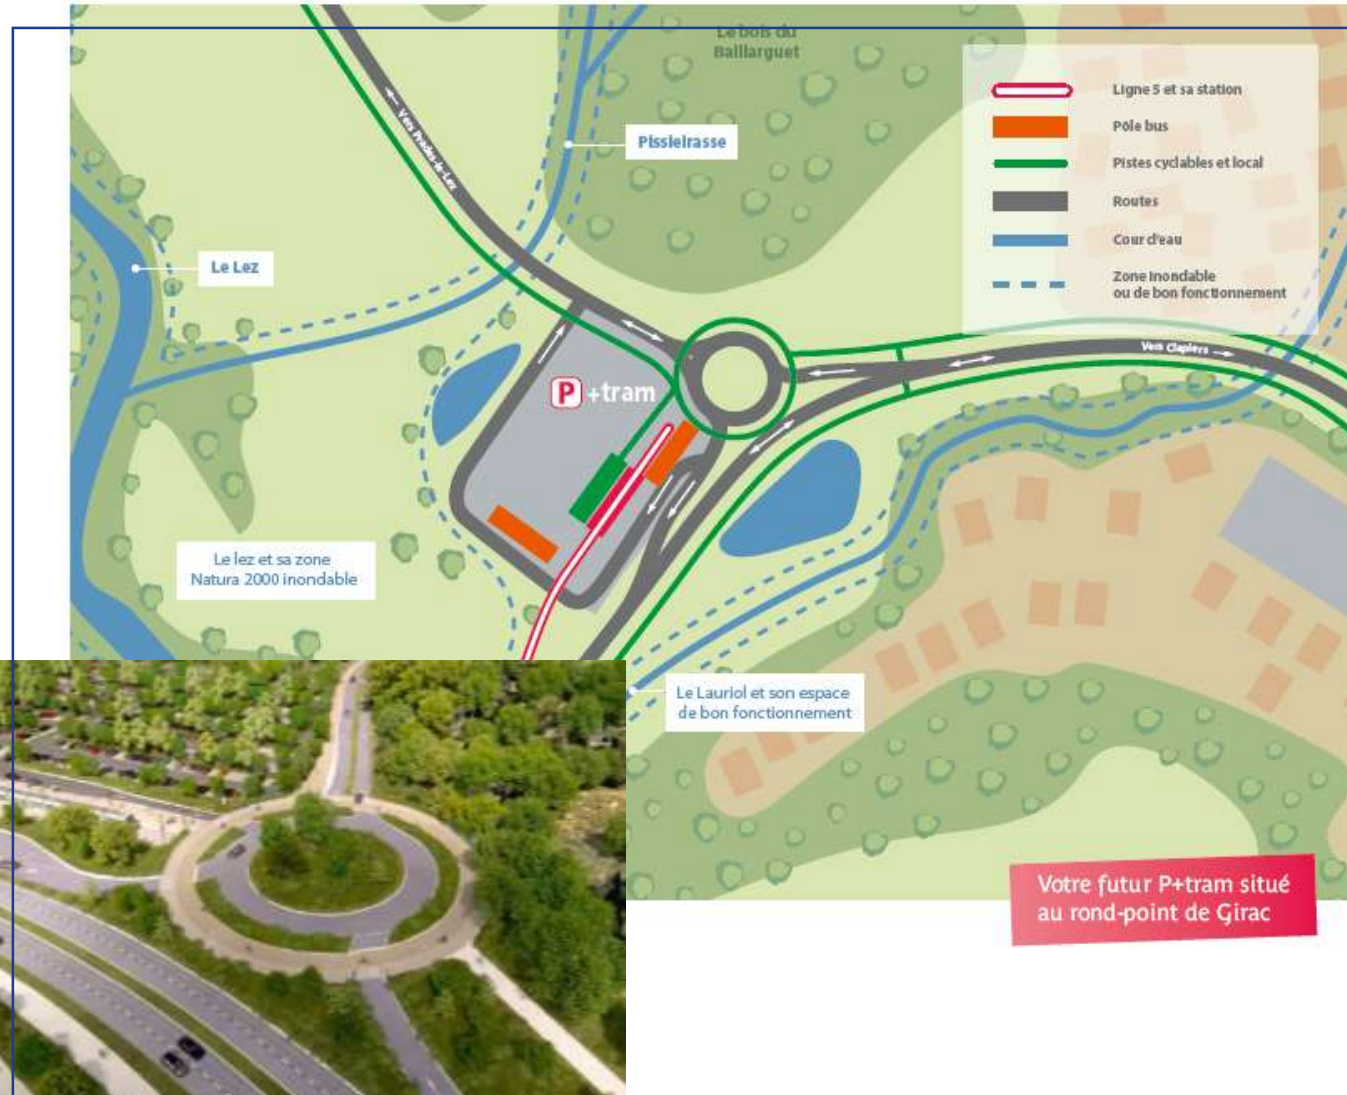 Le bois du
Baillarguet
Ligne 5 et sa station
Pôle bus
Pistes cyclables et local
Routes
Cour d'eau
Zone inondable
ou de bon fonctionnement
Vers Prades-le-Lez
Pissieirasse
Le Lez
Vers Clapiers
P +tram
Le lez et sa zone
Natura 2000 inondable
Le Lauriol et son espace
de bon fonctionnement
Votre futur P+tram situé
au rond-point de Girac